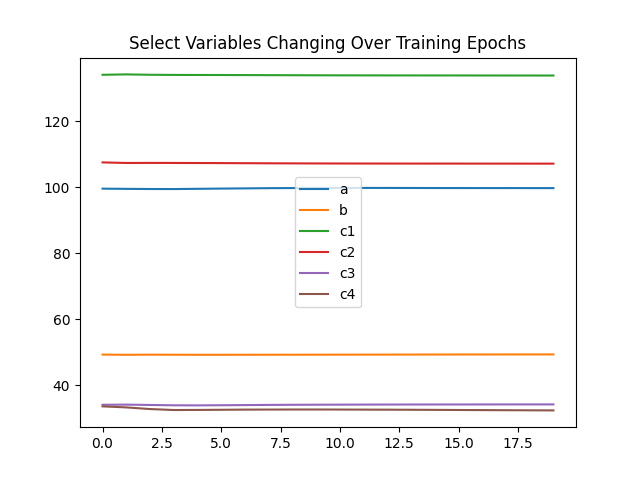 Select Variables Changing Over Training Epochs
120
100
80
60
40
a
b
c1
c2
c3
c4
0.0 2.5 5.0 7.5 10.0 12.5 15.0 17.5